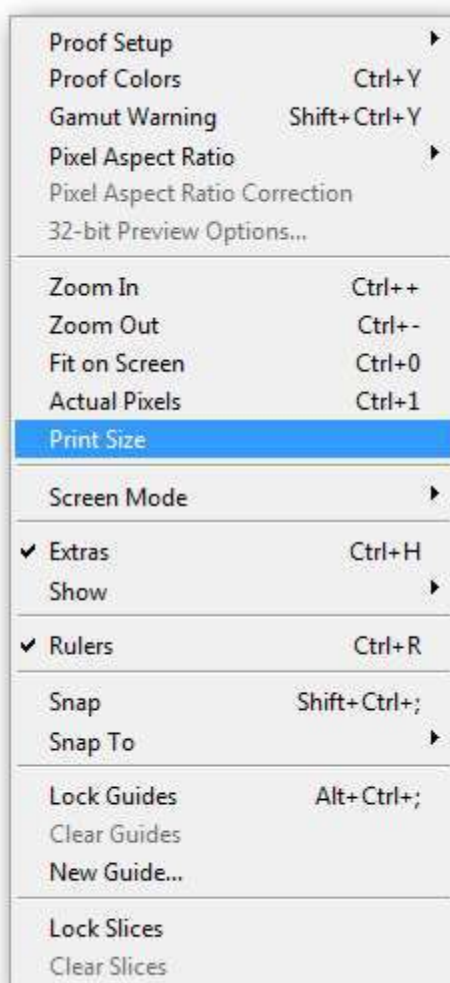 Proof Setup
Proof Colors Ctrl+Y
Gamut Warning Shift+Ctrl+Y
Pixel Aspect Ratio
Pixel Aspect Ratio Correction
32-bit Preview Options...
Zoom In Ctrl++
Zoom Out Ctrl+-
Fit on Screen Ctrl+0
Actual Pixels Ctrl+1
Print Size
Screen Mode
Extras Ctrl+H
Show
Rulers Ctrl+R
Snap Shift+Ctrl+;
Snap To
Lock Guides Alt+Ctrl+;
Clear Guides
New Guide...
Lock Slices
Clear Slices